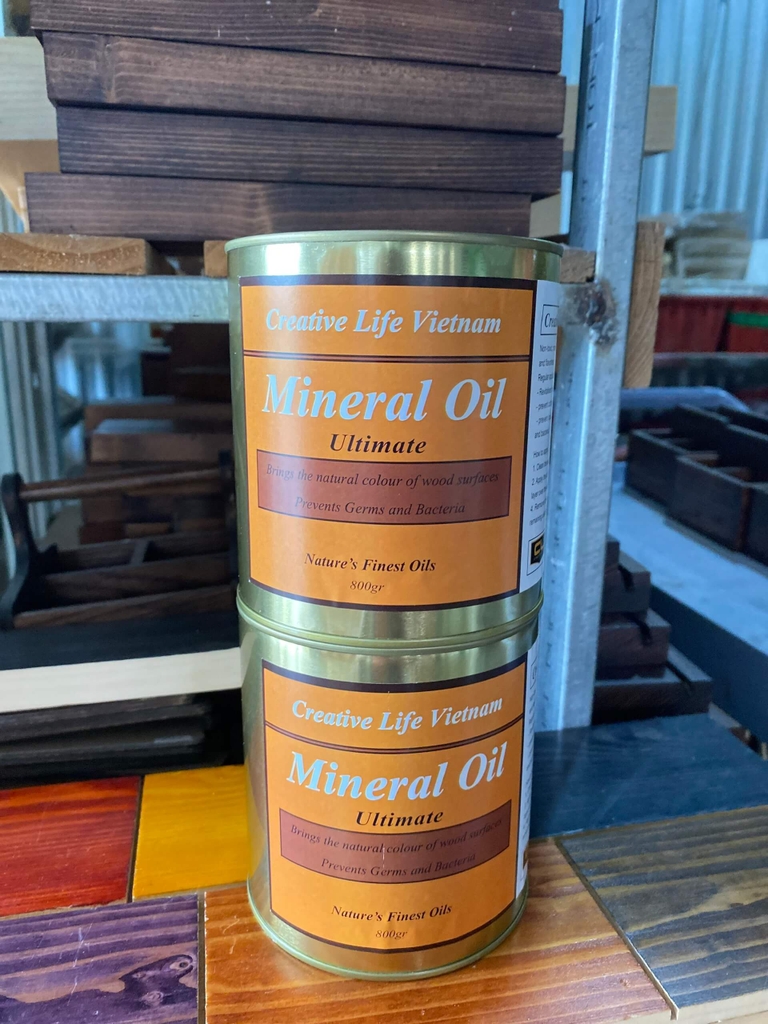 Creative Life Vietnam
Mineral Oil
Ultimate
Brings the natural colour of wood surfaces
Prevents Germs and Bacteria
Nature's Finest Oils
800gr
Creative Life Vietnam
Mineral Oil
Ultimate
Brings the natural colour of wood surfaces
Prevents Germs and Bacteria
Nature's Finest Oils
800gr